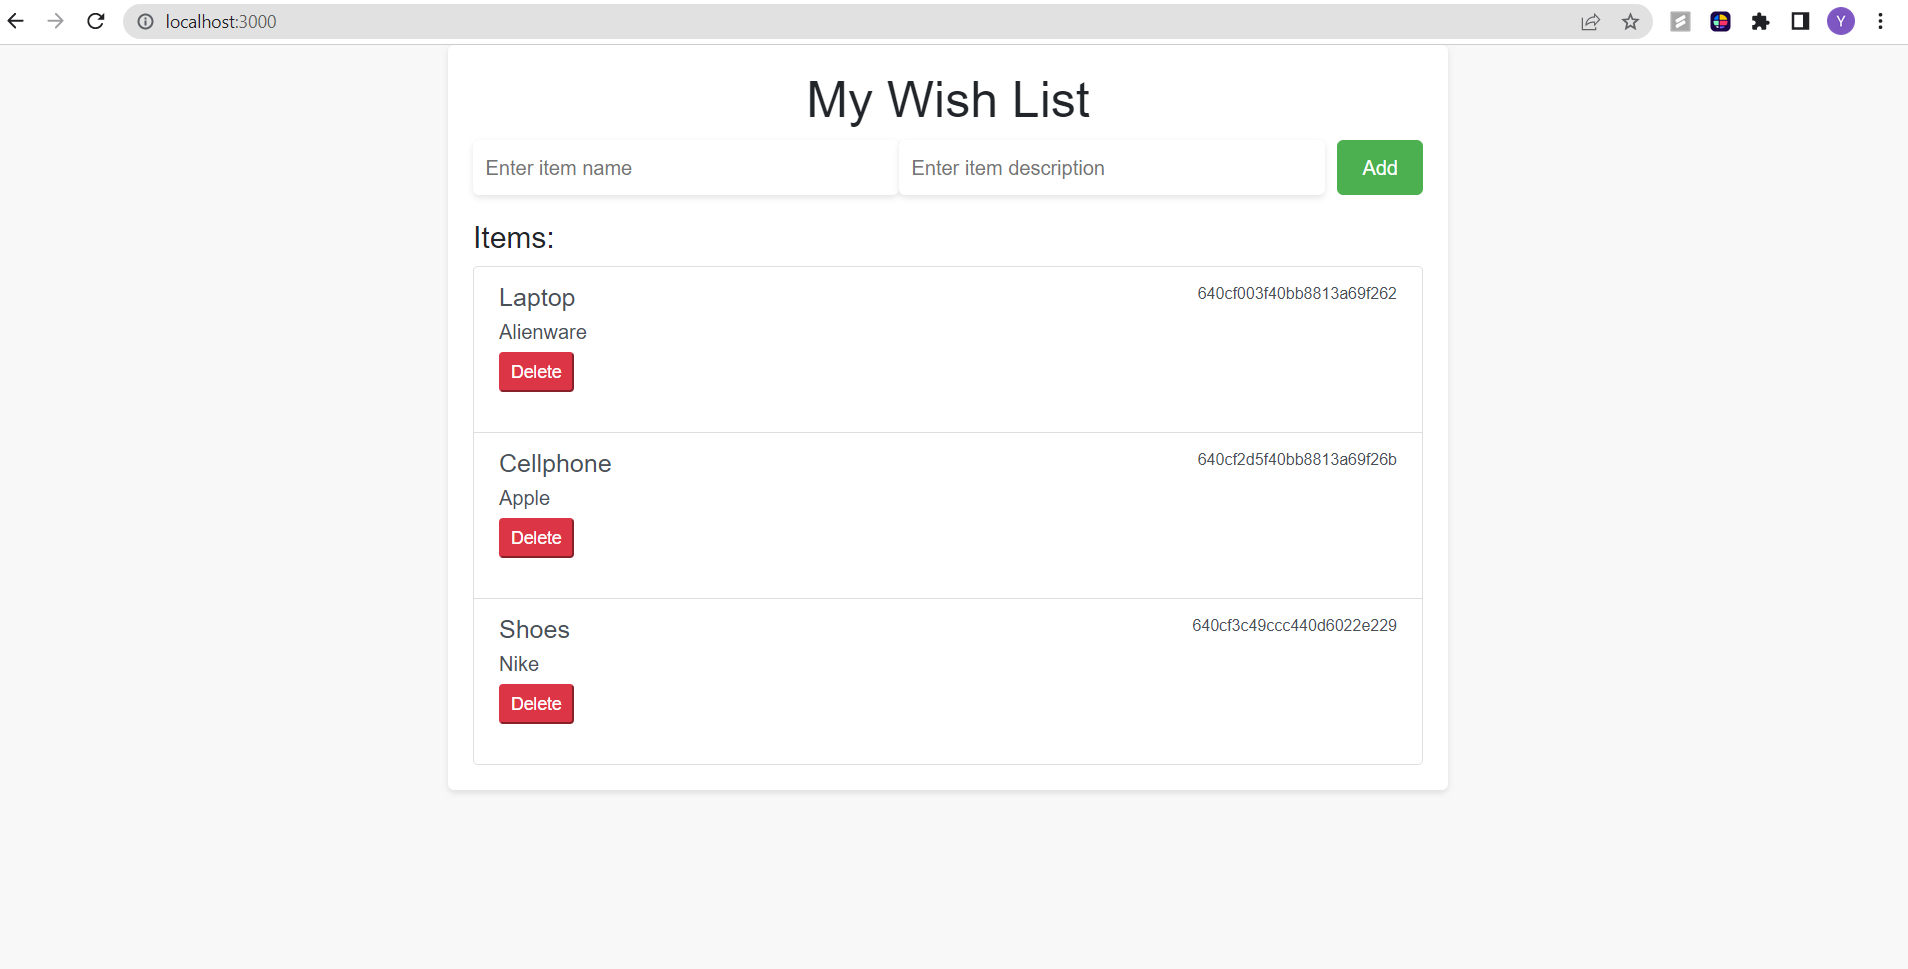 localhost:3000
Y
My Wish List
Enter item name Enter item description Add
Items:
Laptop 640cf003f40bb8813a69f262
Alienware
Delete
Cellphone 640cf2d5f40bb8813a69f26b
Apple
Delete
Shoes 640cf3c49ccc440d6022e229
Nike
Delete